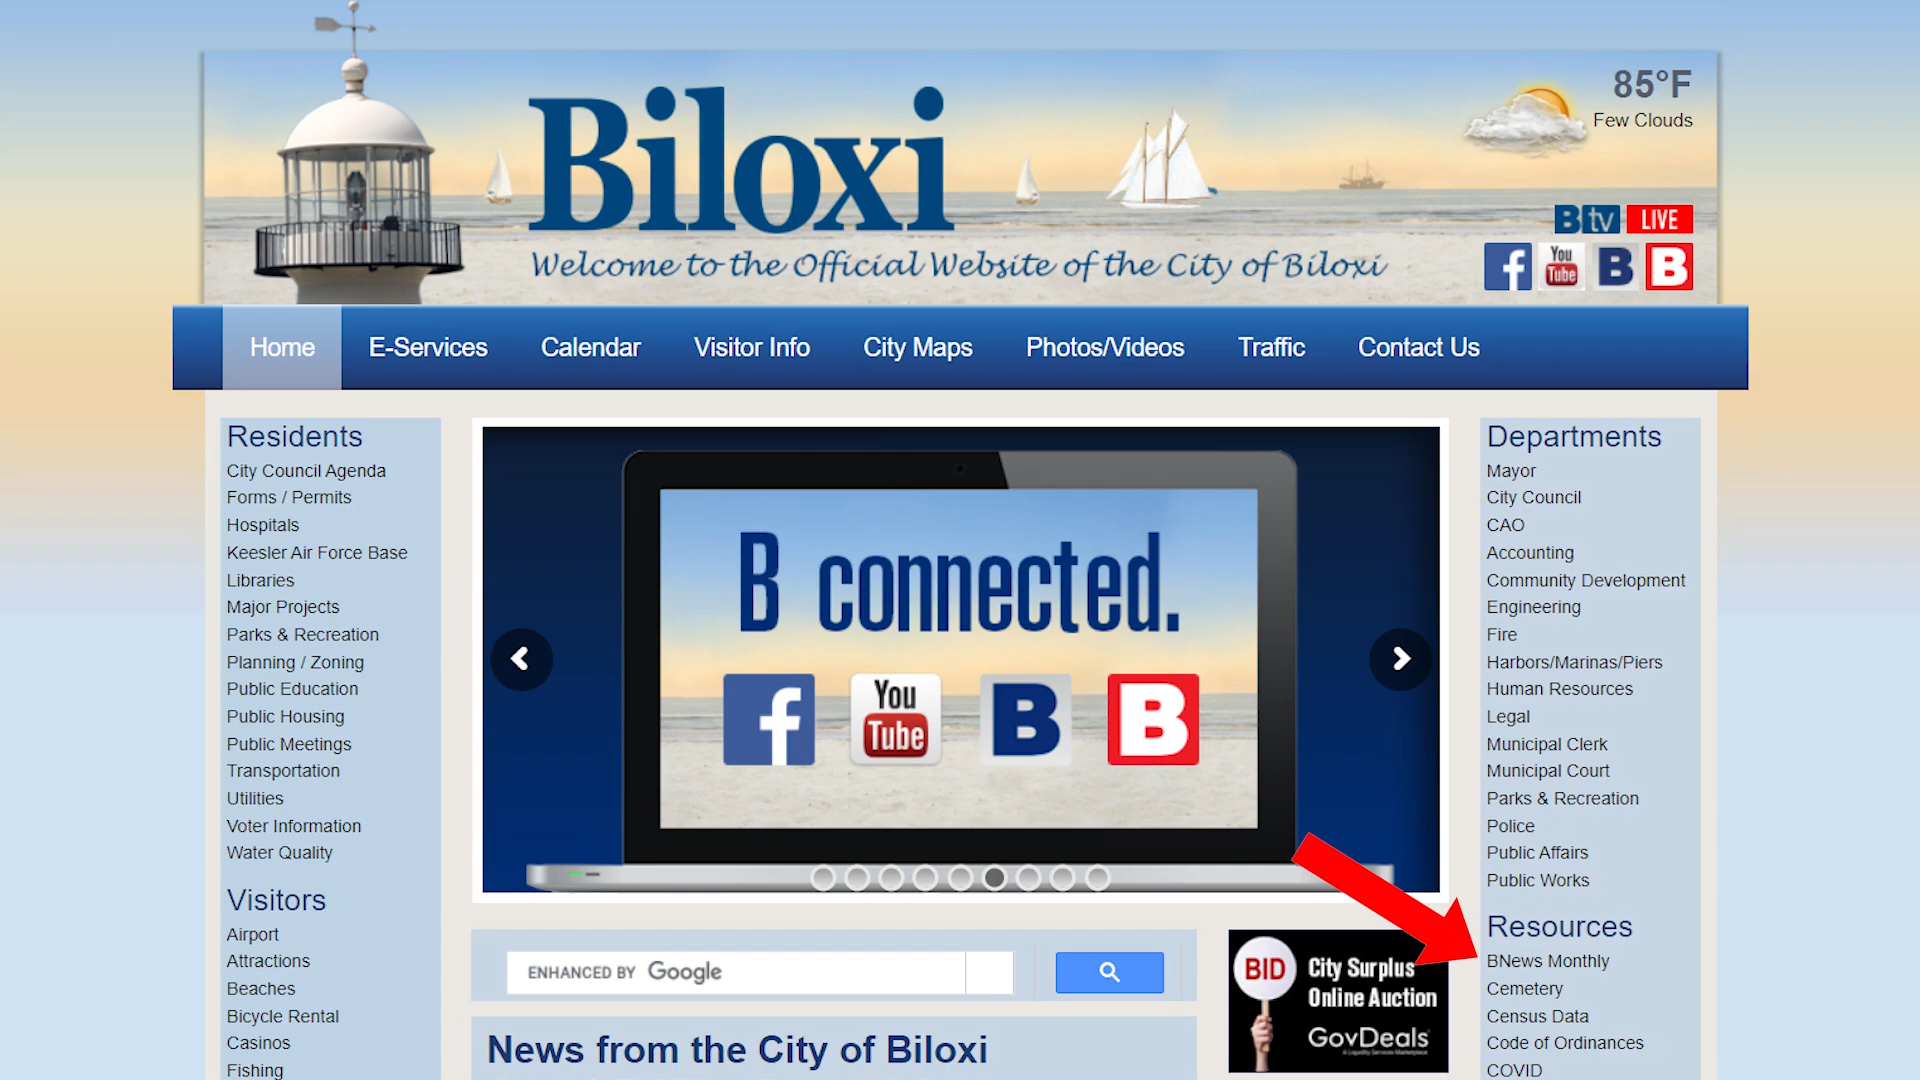 85°F
Few Clouds
Biloxi
Welcome to the Official Website of the City of Biloxi
Btv LIVE
f You Tube B B
Home E-Services Calendar Visitor Info City Maps Photos/Videos Traffic Contact Us
Residents
City Council Agenda
Forms / Permits
Hospitals
Keesler Air Force Base
Libraries
Major Projects
Parks & Recreation
Planning / Zoning
Public Education
Public Housing
Public Meetings
Transportation
Utilities
Voter Information
Water Quality
Visitors
Airport
Attractions
Beaches
Bicycle Rental
Casinos
Fishing
B connected.
f You Tube B B
ENHANCED BY Google
News from the City of Biloxi
BID
City Surplus
Online Auction
GovDeals
A Liquidity Services Marketplace
Departments
Mayor
City Council
CAO
Accounting
Community Development
Engineering
Fire
Harbors/Marinas/Piers
Human Resources
Legal
Municipal Clerk
Municipal Court
Parks & Recreation
Police
Public Affairs
Public Works
Resources
BNews Monthly
Cemetery
Census Data
Code of Ordinances
COVID